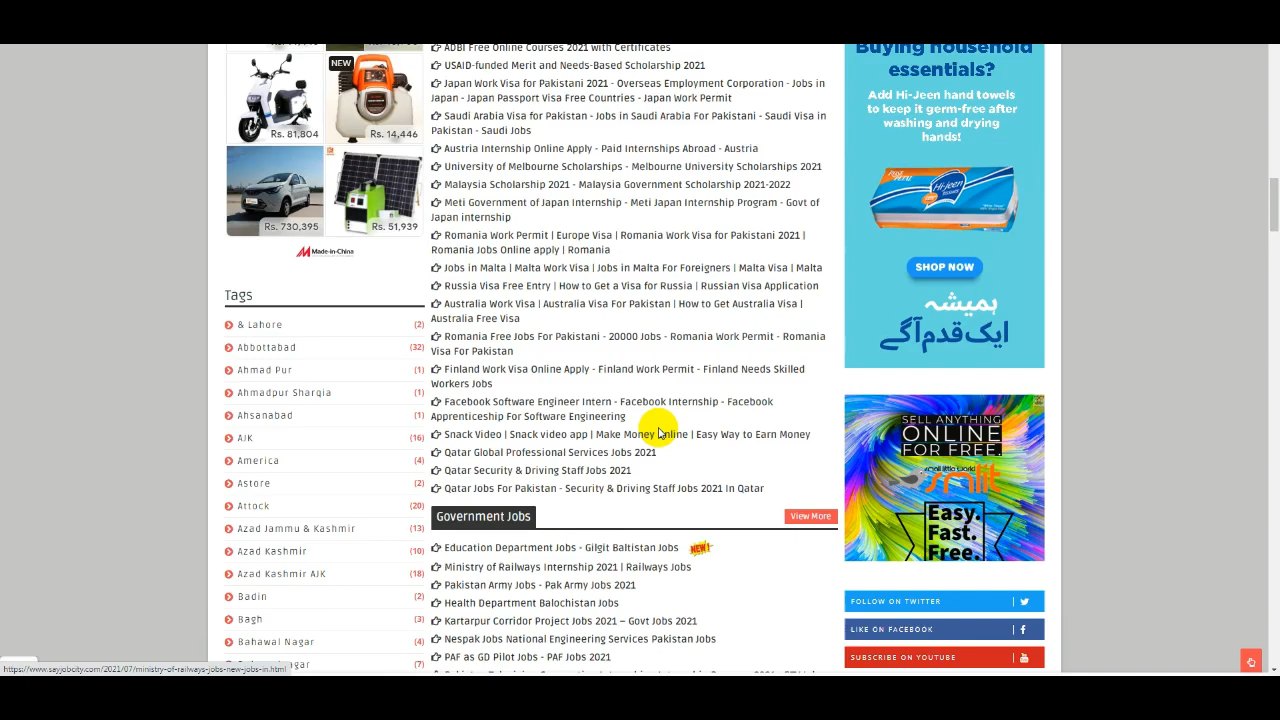 NEW
Rs. 81,804
Rs. 14,446
Rs. 730,395
Rs. 51,939
Made-in-China
Tags
& Lahore (2)
Abbottabad (32)
Ahmad Pur (1)
Ahmadpur Sharqia (1)
Ahsanabad (1)
AJK (16)
America (4)
Astore (2)
Attock (20)
Azad Jammu & Kashmir (13)
Azad Kashmir (10)
Azad Kashmir AJK (18)
Badin (2)
Bagh (3)
Bahawal Nagar (4)
(7)
https://www.sayjobcity.com/2021/07/ministry-of-railways-jobs-new-jobs-in.html
ADBI Free Online Courses 2021 with Certificates
USAID-funded Merit and Needs-Based Scholarship 2021
Japan Work Visa for Pakistani 2021 - Overseas Employment Corporation - Jobs in
Japan - Japan Passport Visa Free Countries - Japan Work Permit
Saudi Arabia Visa for Pakistan - Jobs in Saudi Arabia For Pakistani - Saudi Visa in
Pakistan - Saudi Jobs
Austria Internship Online Apply - Paid Internships Abroad - Austria
University of Melbourne Scholarships - Melbourne University Scholarships 2021
Malaysia Scholarship 2021 - Malaysia Government Scholarship 2021-2022
Meti Government of Japan Internship - Meti Japan Internship Program - Govt of
Japan internship
Romania Work Permit | Europe Visa | Romania Work Visa for Pakistani 2021 |
Romania Jobs Online apply | Romania
Jobs in Malta | Malta Work Visa | Jobs in Malta For Foreigners | Malta Visa | Malta
Russia Visa Free Entry | How to Get a Visa for Russia | Russian Visa Application
Australia Work Visa | Australia Visa For Pakistan | How to Get Australia Visa |
Australia Free Visa
Romania Free Jobs For Pakistan - 20000 Jobs - Romania Work Permit - Romania
Visa For Pakistan
Finland Work Visa Online Apply - Finland Work Permit - Finland Needs Skilled
Workers Jobs
Facebook Software Engineer Intern - Facebook Internship - Facebook
Apprenticeship For Software Engineering
Snack Video | Snack video app | Make Money Online | Easy Way to Earn Money
Qatar Global Professional Services Jobs 2021
Qatar Security & Driving Staff Jobs 2021
Qatar Jobs For Pakistan - Security & Driving Staff Jobs 2021 In Qatar
Government Jobs
View More
Education Department Jobs - Gilgit Baltistan Jobs NEW!
Ministry of Railways Internship 2021 | Railways Jobs
Pakistan Army Jobs - Pak Army Jobs 2021
Health Department Balochistan Jobs
Kartarpur Corridor Project Jobs 2021 – Govt Jobs 2021
Nespak Jobs National Engineering Services Pakistan Jobs
PAF as GD Pilot Jobs - PAF Jobs 2021
Buying household
essentials?
Add Hi-Jeen hand towels
to keep it germ-free after
washing and drying
hands!
Hi-Jeen
SHOP NOW
ہمیشہ
ایک قدم آگے
SELL ANYTHING
ONLINE
FOR FREE.
small little world
smlit
Easy.
Fast.
Free.
FOLLOW ON TWITTER
LIKE ON FACEBOOK
SUBSCRIBE ON YOUTUBE